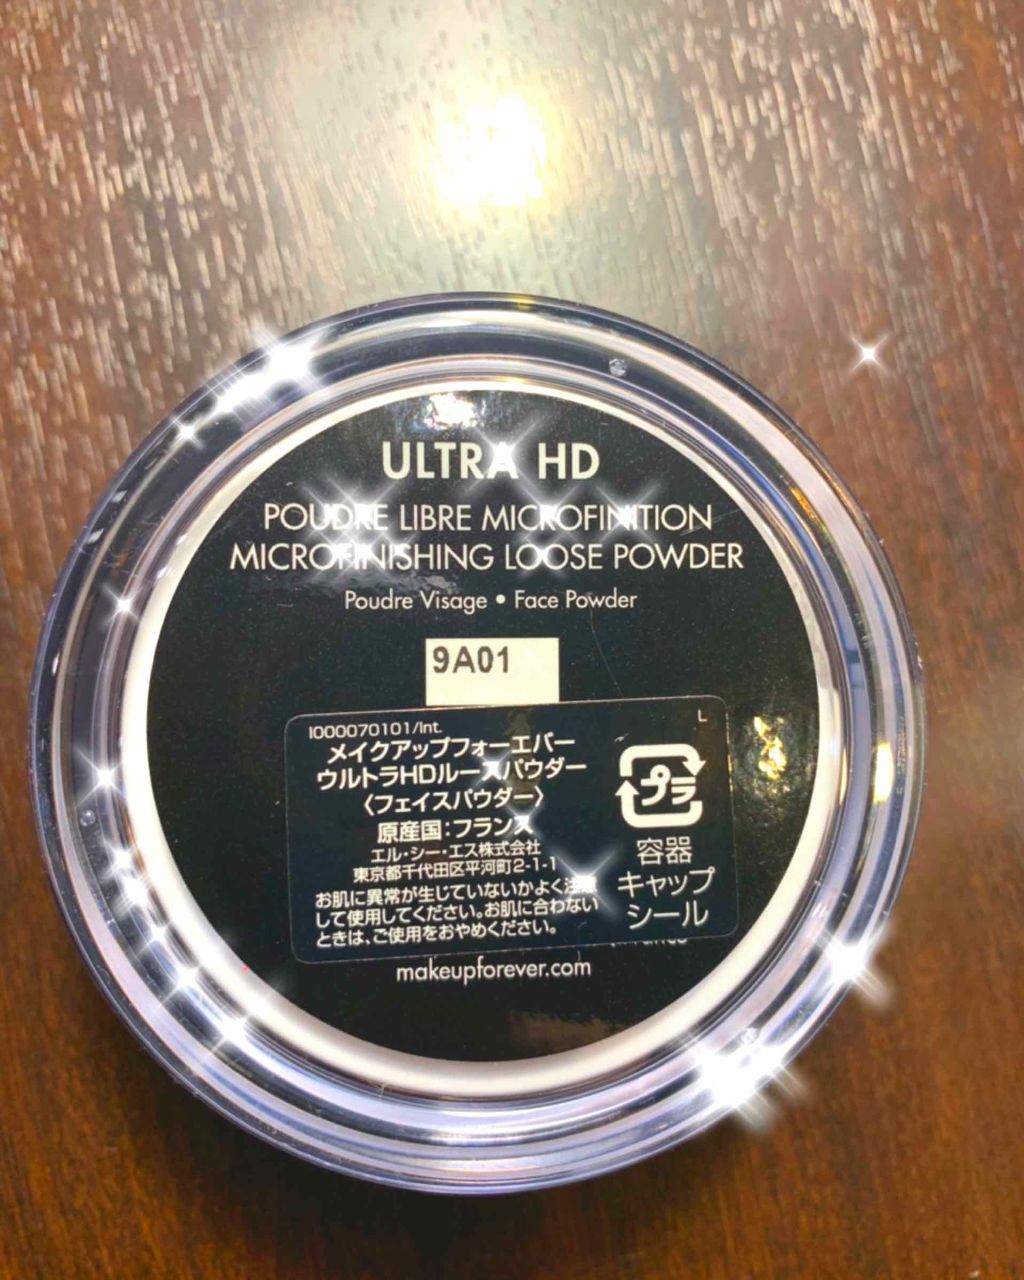 ULTRA HD
POUDRE LIBRE MICROFINITION
MICROFINISHING LOOSE POWDER
Poudre Visage • Face Powder
9A01
I000070101/Int.
L
メイクアップフォーエバー
ウルトラHDルースパウダー
〈フェイスパウダー〉
原産国:フランス
エル・シー・エス株式会社
東京都千代田区平河町2-1-1
お肌に異常が生じていないかよく注意
して使用してください。お肌に合わない
ときは、ご使用をおやめください。
プラ
容器
キャップ
シール
makeupforever.com